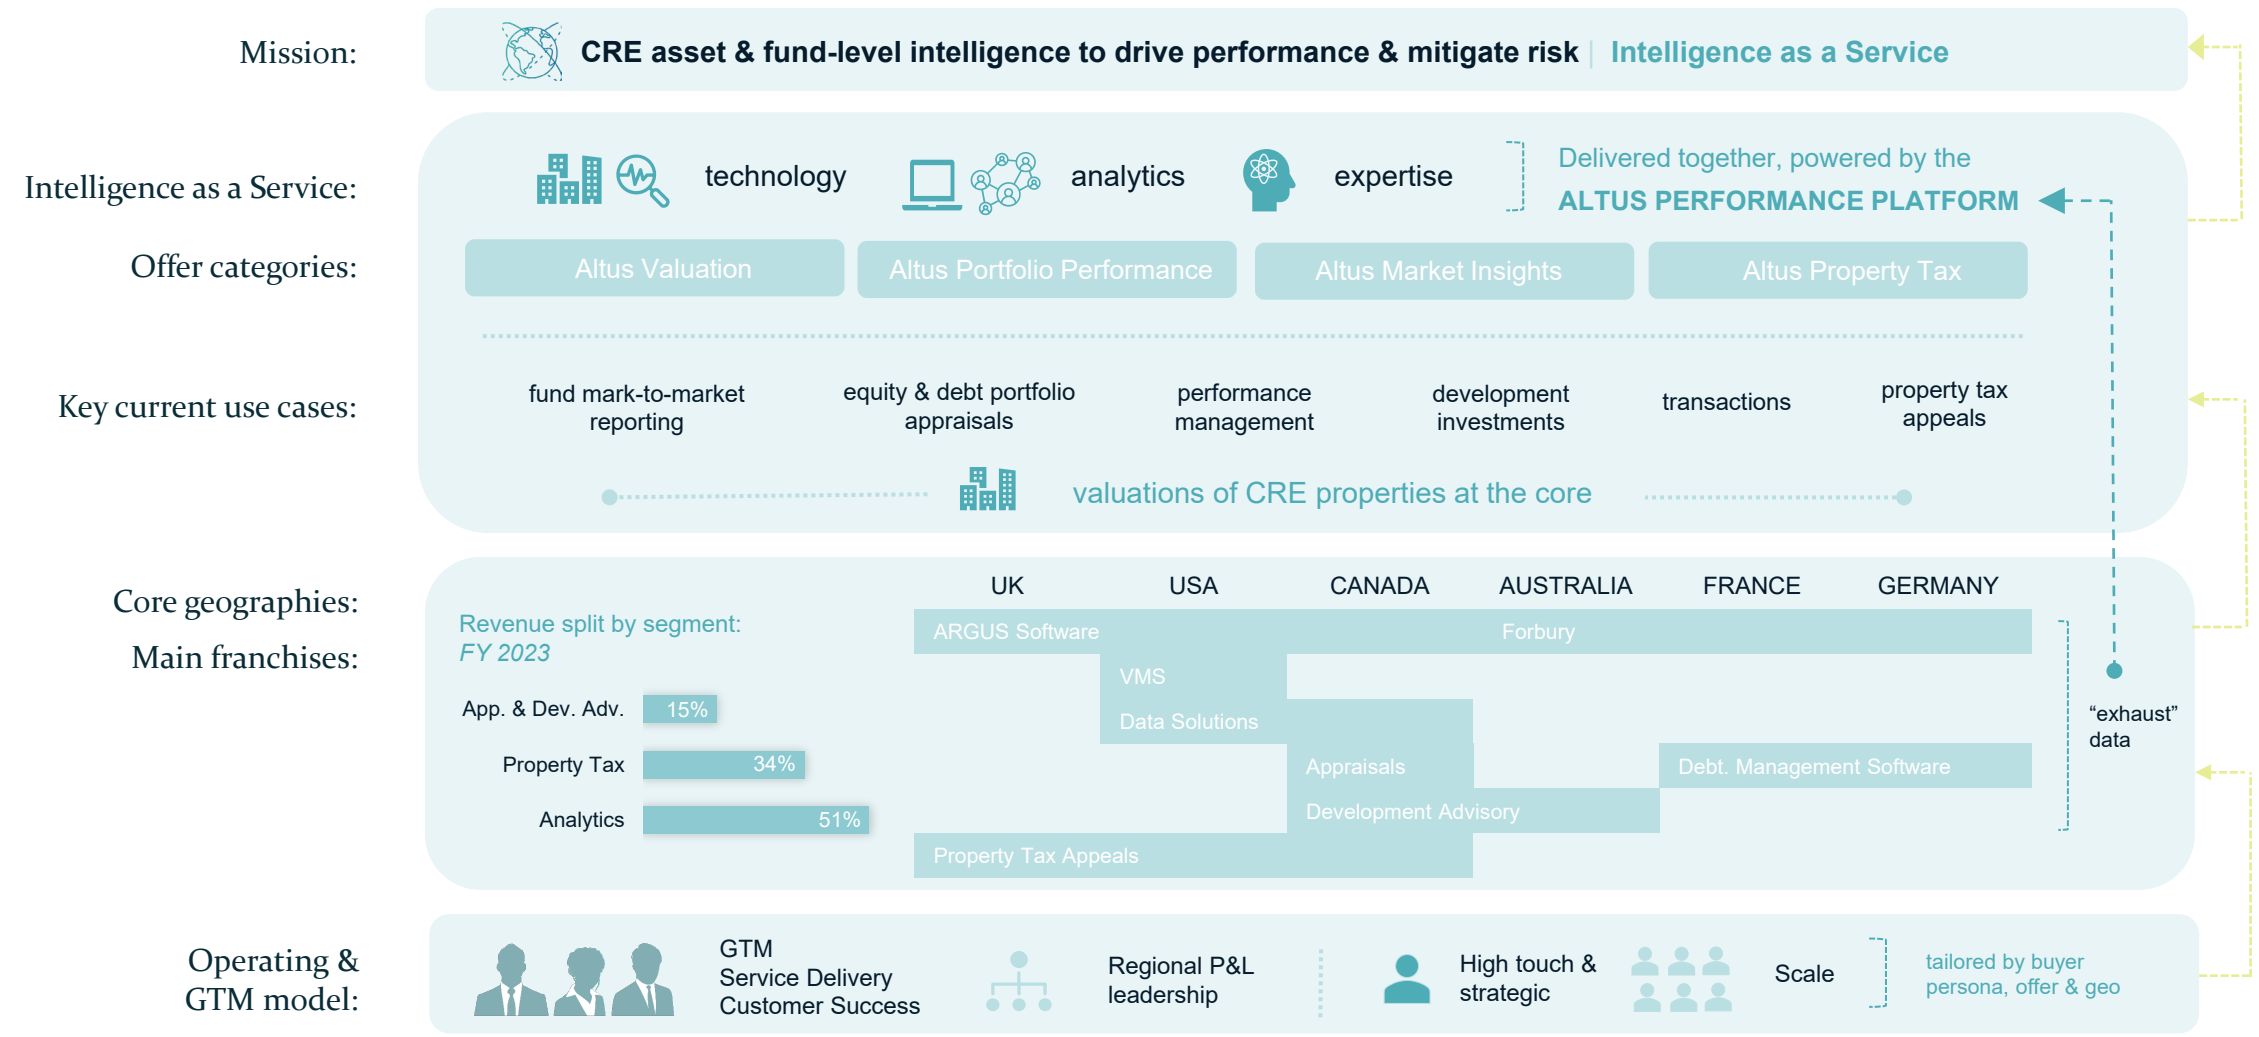 Mission:
CRE asset & fund-level intelligence to drive performance & mitigate risk | Intelligence as a Service
Intelligence as a Service:
technology
analytics
expertise
Delivered together, powered by the
ALTUS PERFORMANCE PLATFORM
Offer categories:
Altus Valuation
Altus Portfolio Performance
Altus Market Insights
Altus Property Tax
Key current use cases:
fund mark-to-market
reporting
equity & debt portfolio
appraisals
performance
management
development
investments
transactions
property tax
appeals
valuations of CRE properties at the core
Core geographies:
UK
USA
CANADA
AUSTRALIA
FRANCE
GERMANY
Main franchises:
Revenue split by segment:
FY 2023
App. & Dev. Adv.
15%
Property Tax
34%
Analytics
51%
ARGUS Software
Forbury
VMS
Data Solutions
Appraisals
Debt. Management Software
Development Advisory
Property Tax Appeals
“exhaust”
data
Operating &
GTM model:
GTM
Service Delivery
Customer Success
Regional P&L
leadership
High touch &
strategic
Scale
tailored by buyer
persona, offer & geo